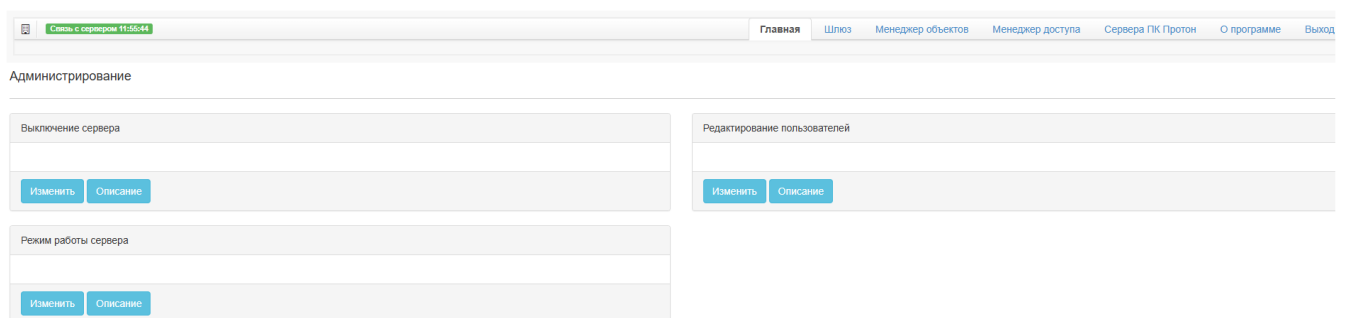 Связь с сервером 11:55:44 Главная Шлюз Менеджер объектов Менеджер доступа Сервера ПК Протон О программе Выход
Администрирование
Выключение сервера Редактирование пользователей
Изменить Описание Изменить Описание
Режим работы сервера
Изменить Описание